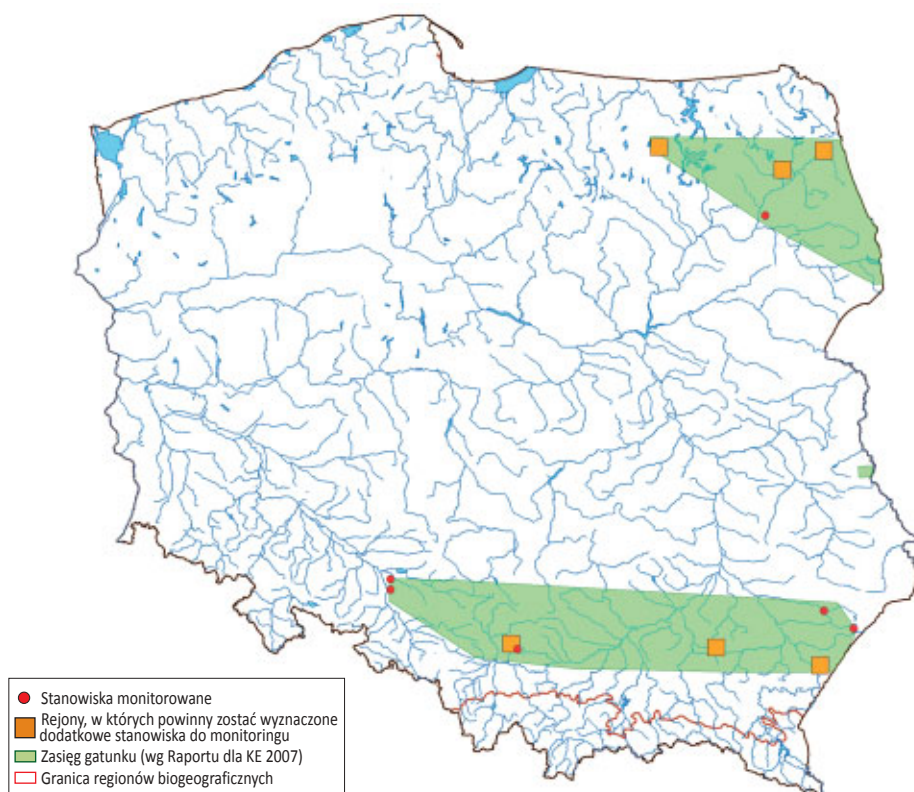 Stanowiska monitorowane
Rejony, w których powinny zostać wyznaczone
dodatkowe stanowiska do monitoringu
Zasięg gatunku (wg Raportu dla KE 2007)
Granica regionów biogeograficznych